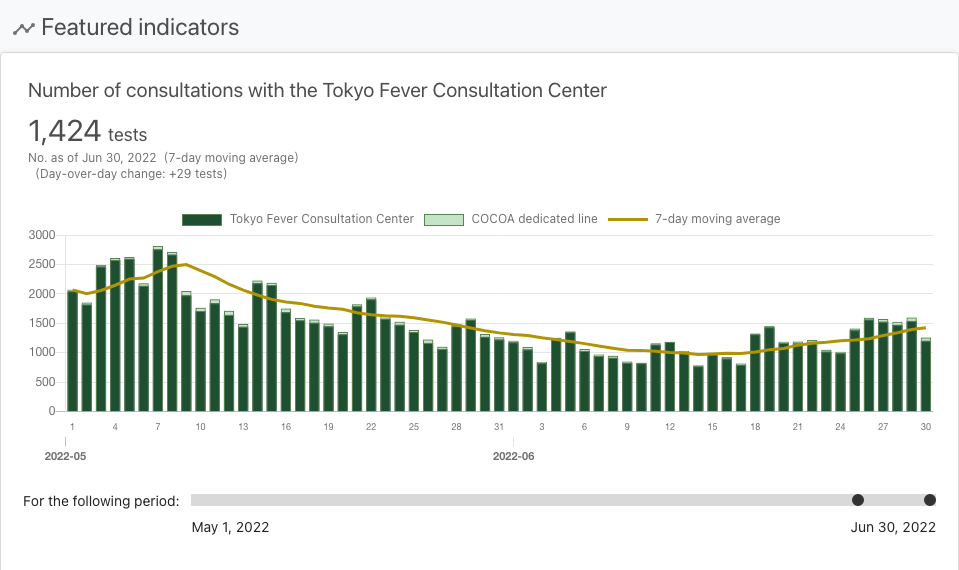 Featured indicators
Number of consultations with the Tokyo Fever Consultation Center
1,424 tests
No. as of Jun 30, 2022 (7-day moving average)
(Day-over-day change: +29 tests)
Tokyo Fever Consultation Center COCOA dedicated line 7-day moving average
3000
2500
2000
1500
1000
500
0
1 4 7 10 13 16 19 22 25 28 31 3 6 9 12 15 18 21 24 27 30
2022-05 2022-06
For the following period:
May 1, 2022 Jun 30, 2022